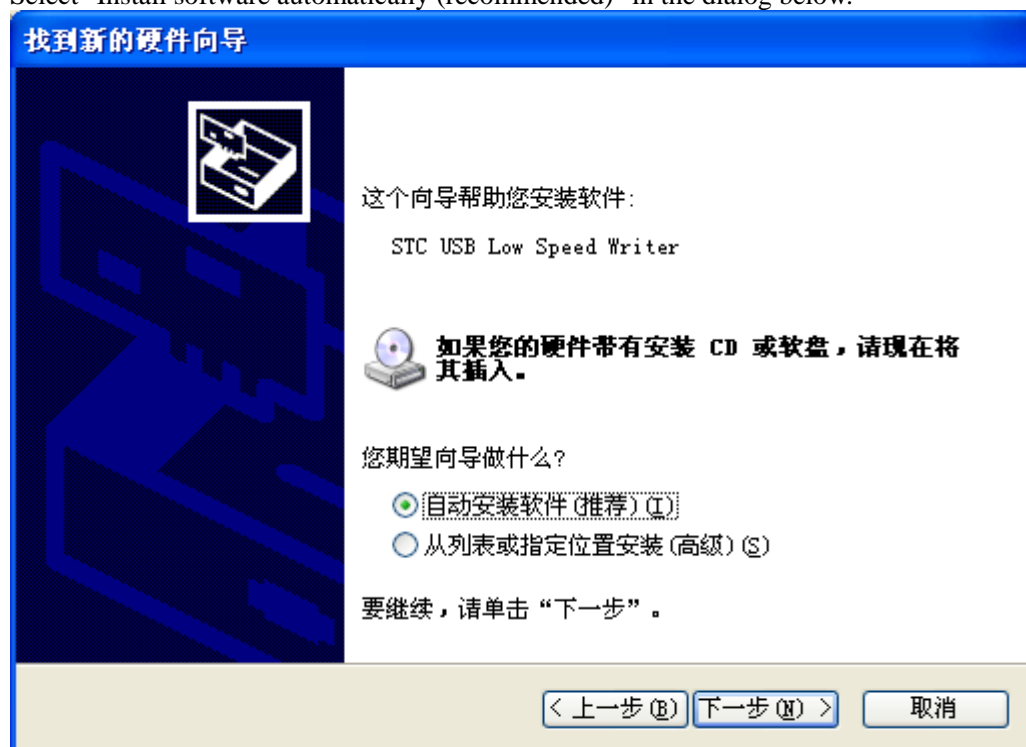 Select "Install software automatically (recommended)" in the dialog below.
找到新的硬件向导
这个向导帮助您安装软件:
STC USB Low Speed Writer
如果您的硬件带有安装 CD 或软盘,请现在将
其插入。
您期望向导做什么?
自动安装软件(推荐)(I)
从列表或指定位置安装(高级)(S)
要继续,请单击“下一步”。
< 上一步(B) 下一步(N) > 取消